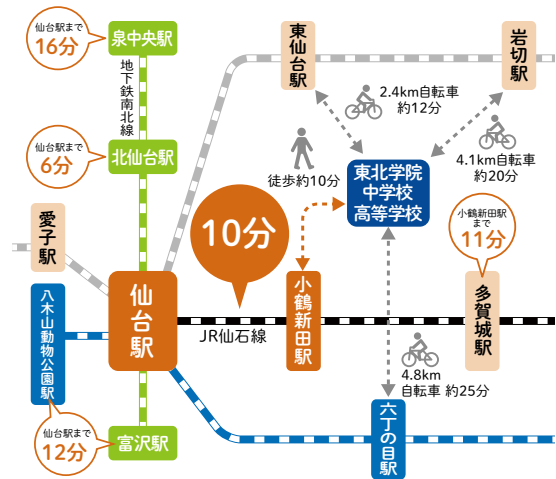 仙台駅まで
16分
泉中央駅
地下鉄南北線
仙台駅まで
6分
北仙台駅
東仙台駅
岩切駅
2.4km自転車
約12分
4.1km自転車
約20分
徒歩約10分
東北学院
中学校
高等学校
愛子駅
10分
小鶴新田駅
まで
11分
八木山動物公園駅
仙台駅
JR仙石線
小鶴新田駅
多賀城駅
4.8km
自転車 約25分
仙台駅まで
12分
富沢駅
六丁の目駅